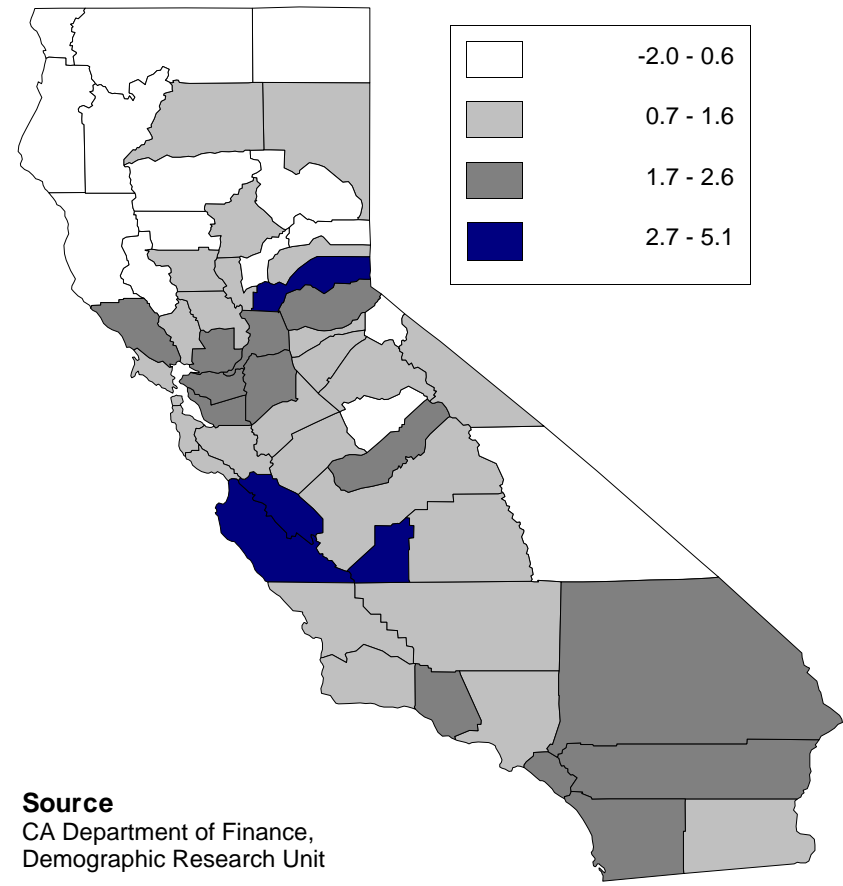 -2.0 - 0.6
0.7 - 1.6
1.7 - 2.6
2.7 - 5.1
Source
CA Department of Finance,
Demographic Research Unit